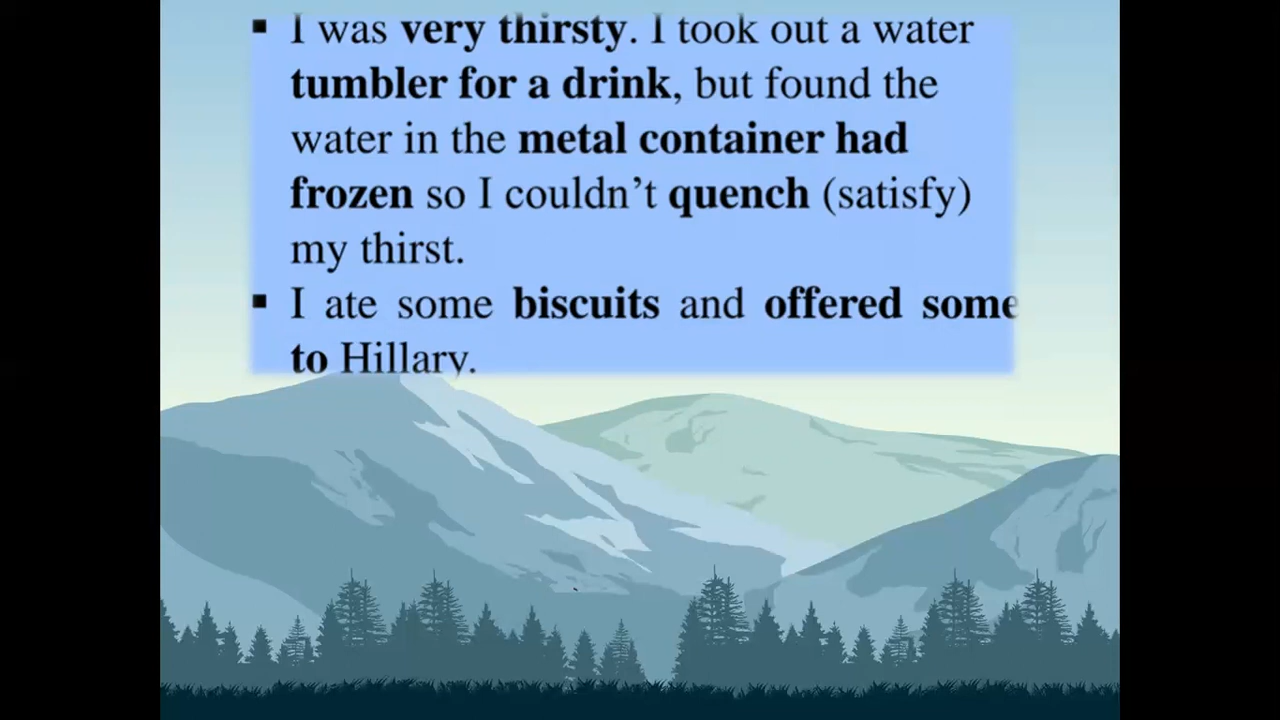 ▪ I was very thirsty. I took out a water
tumbler for a drink, but found the
water in the metal container had
frozen so I couldn’t quench (satisfy)
my thirst.
▪ I ate some biscuits and offered some
to Hillary.